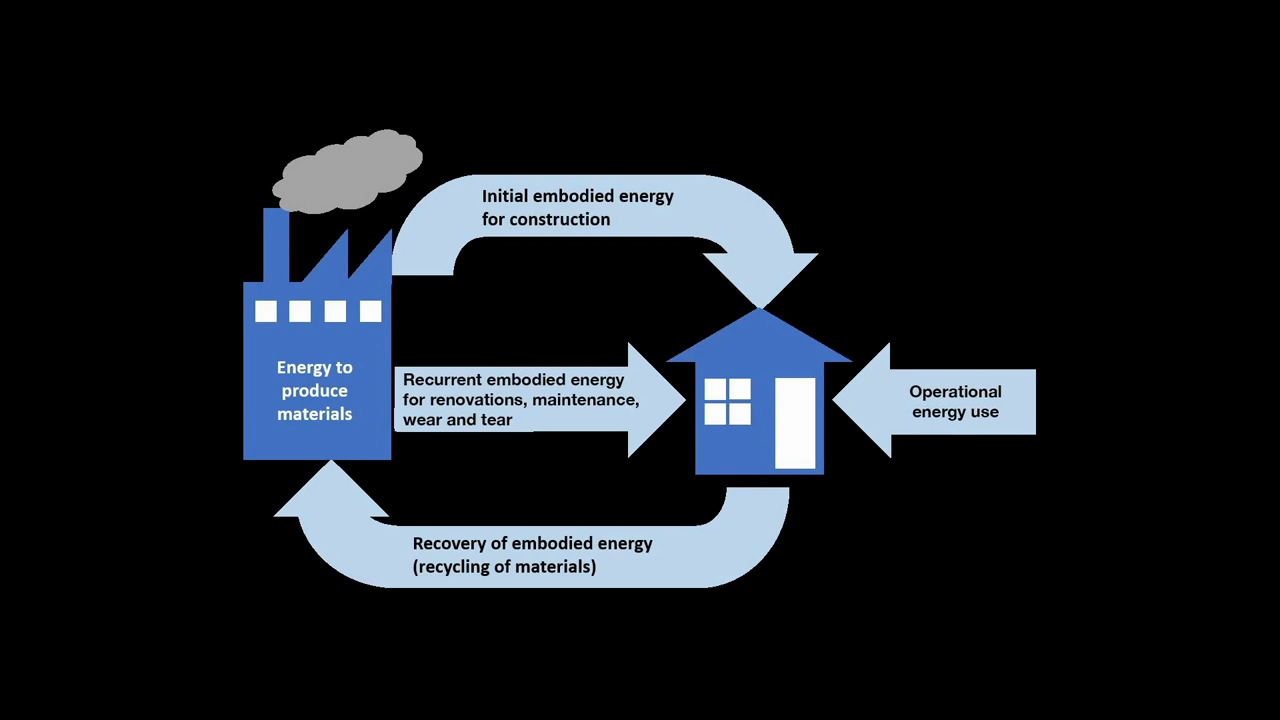 Initial embodied energy
for construction
Energy to
produce
materials
Recurrent embodied energy
for renovations, maintenance,
wear and tear
Operational
energy use
Recovery of embodied energy
(recycling of materials)